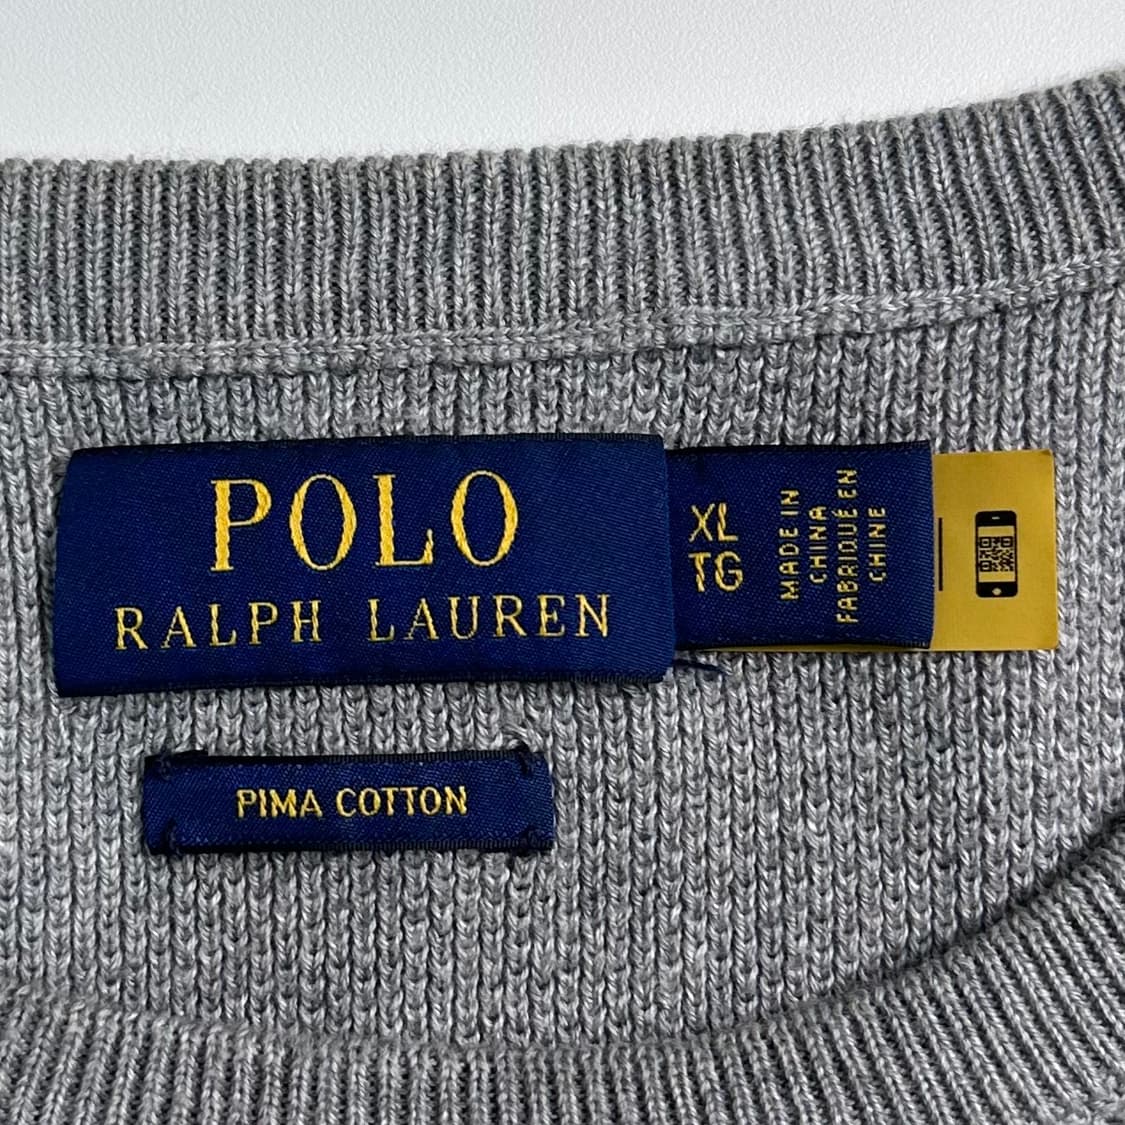 POLO
RALPH LAUREN
XL
TG
MADE IN
CHINA
FABRIQUÉ EN
CHINE
PIMA COTTON